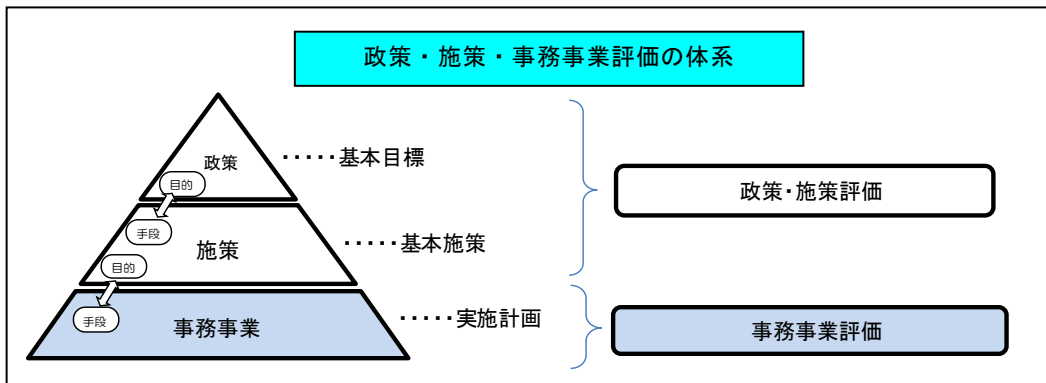 政策・施策・事務事業評価の体系
政策
・・・・・基本目標
目的
手段
政策・施策評価
施策
・・・・基本施策
目的
手段
事務事業
・・・・・実施計画
事務事業評価